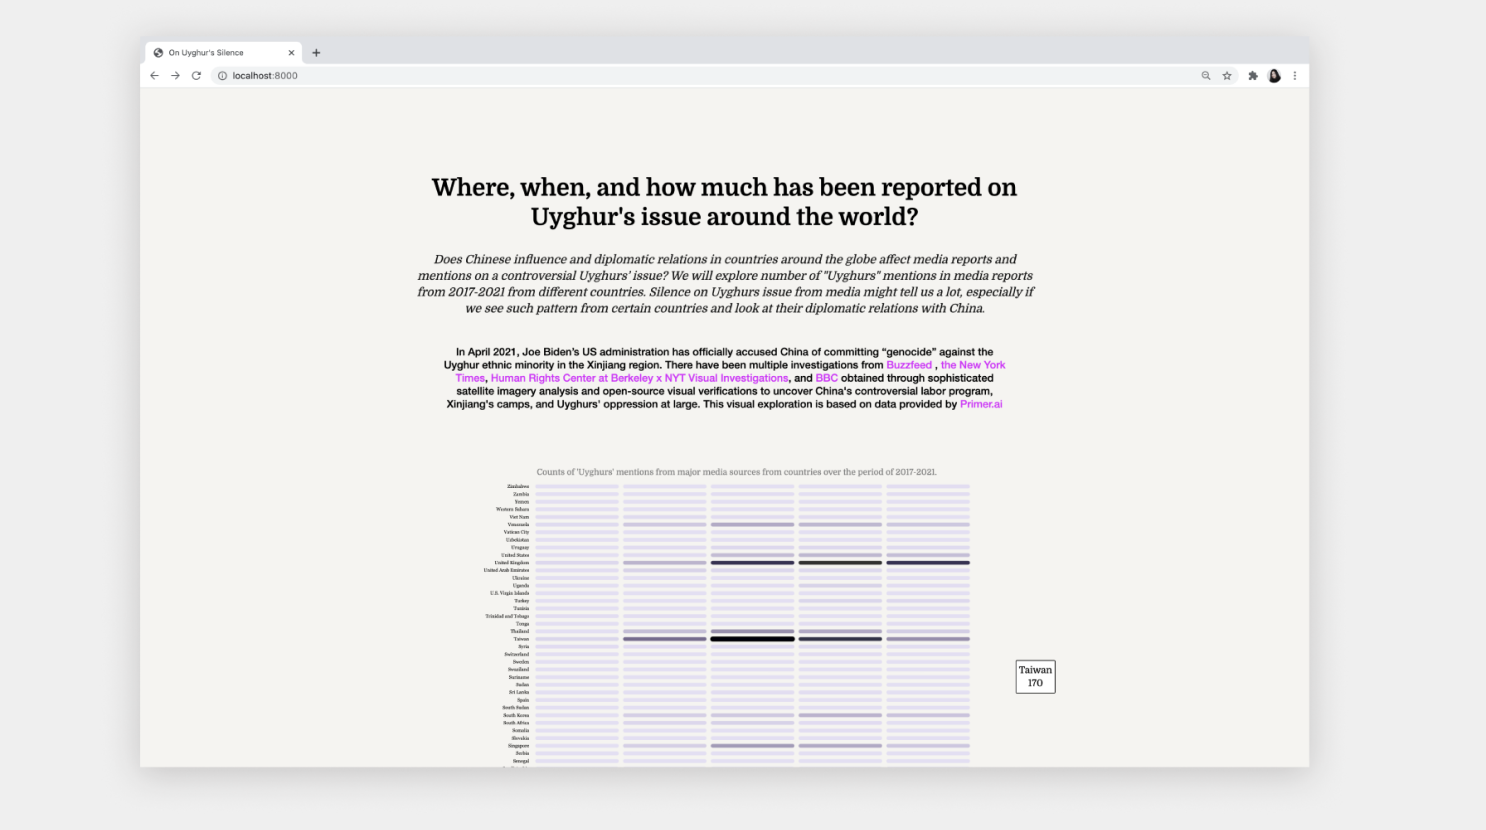 On Uyghur's Silence
localhost:8000
Where, when, and how much has been reported on
Uyghur's issue around the world?
Does Chinese influence and diplomatic relations in countries around the globe affect media reports and
mentions on a controversial Uyghurs' issue? We will explore number of "Uyghurs" mentions in media reports
from 2017-2021 from different countries. Silence on Uyghurs issue from media might tell us a lot, especially if
we see such pattern from certain countries and look at their diplomatic relations with China.
In April 2021, Joe Biden’s US administration has officially accused China of committing “genocide” against the
Uyghur ethnic minority in the Xinjiang region. There have been multiple investigations from Buzzfeed , the New York
Times, Human Rights Center at Berkeley x NYT Visual Investigations, and BBC obtained through sophisticated
satellite imagery analysis and open-source visual verifications to uncover China's controversial labor program,
Xinjiang's camps, and Uyghurs' oppression at large. This visual exploration is based on data provided by Primer.ai
Counts of 'Uyghurs' mentions from major media sources from countries over the period of 2017-2021.
Zimbabwe
Zambia
Yemen
Western Sahara
Viet Nam
Venezuela
Vatican City
Uzbekistan
Uruguay
United States
United Kingdom
United Arab Emirates
Ukraine
Uganda
U.S. Virgin Islands
Turkey
Tunisia
Trinidad and Tobago
Tonga
Thailand
Taiwan
Syria
Switzerland
Sweden
Swaziland
Suriname
Sudan
Sri Lanka
Spain
South Sudan
South Korea
South Africa
Somalia
Slovakia
Singapore
Serbia
Senegal
Taiwan
170